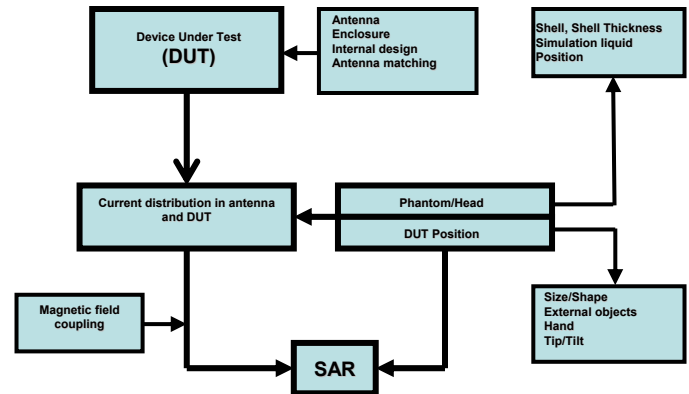 Device Under Test
(DUT)
Antenna
Enclosure
Internal design
Antenna matching
Shell, Shell Thickness
Simulation liquid
Position
Current distribution in antenna
and DUT
Phantom/Head
DUT Position
Magnetic field
coupling
SAR
Size/Shape
External objects
Hand
Tip/Tilt